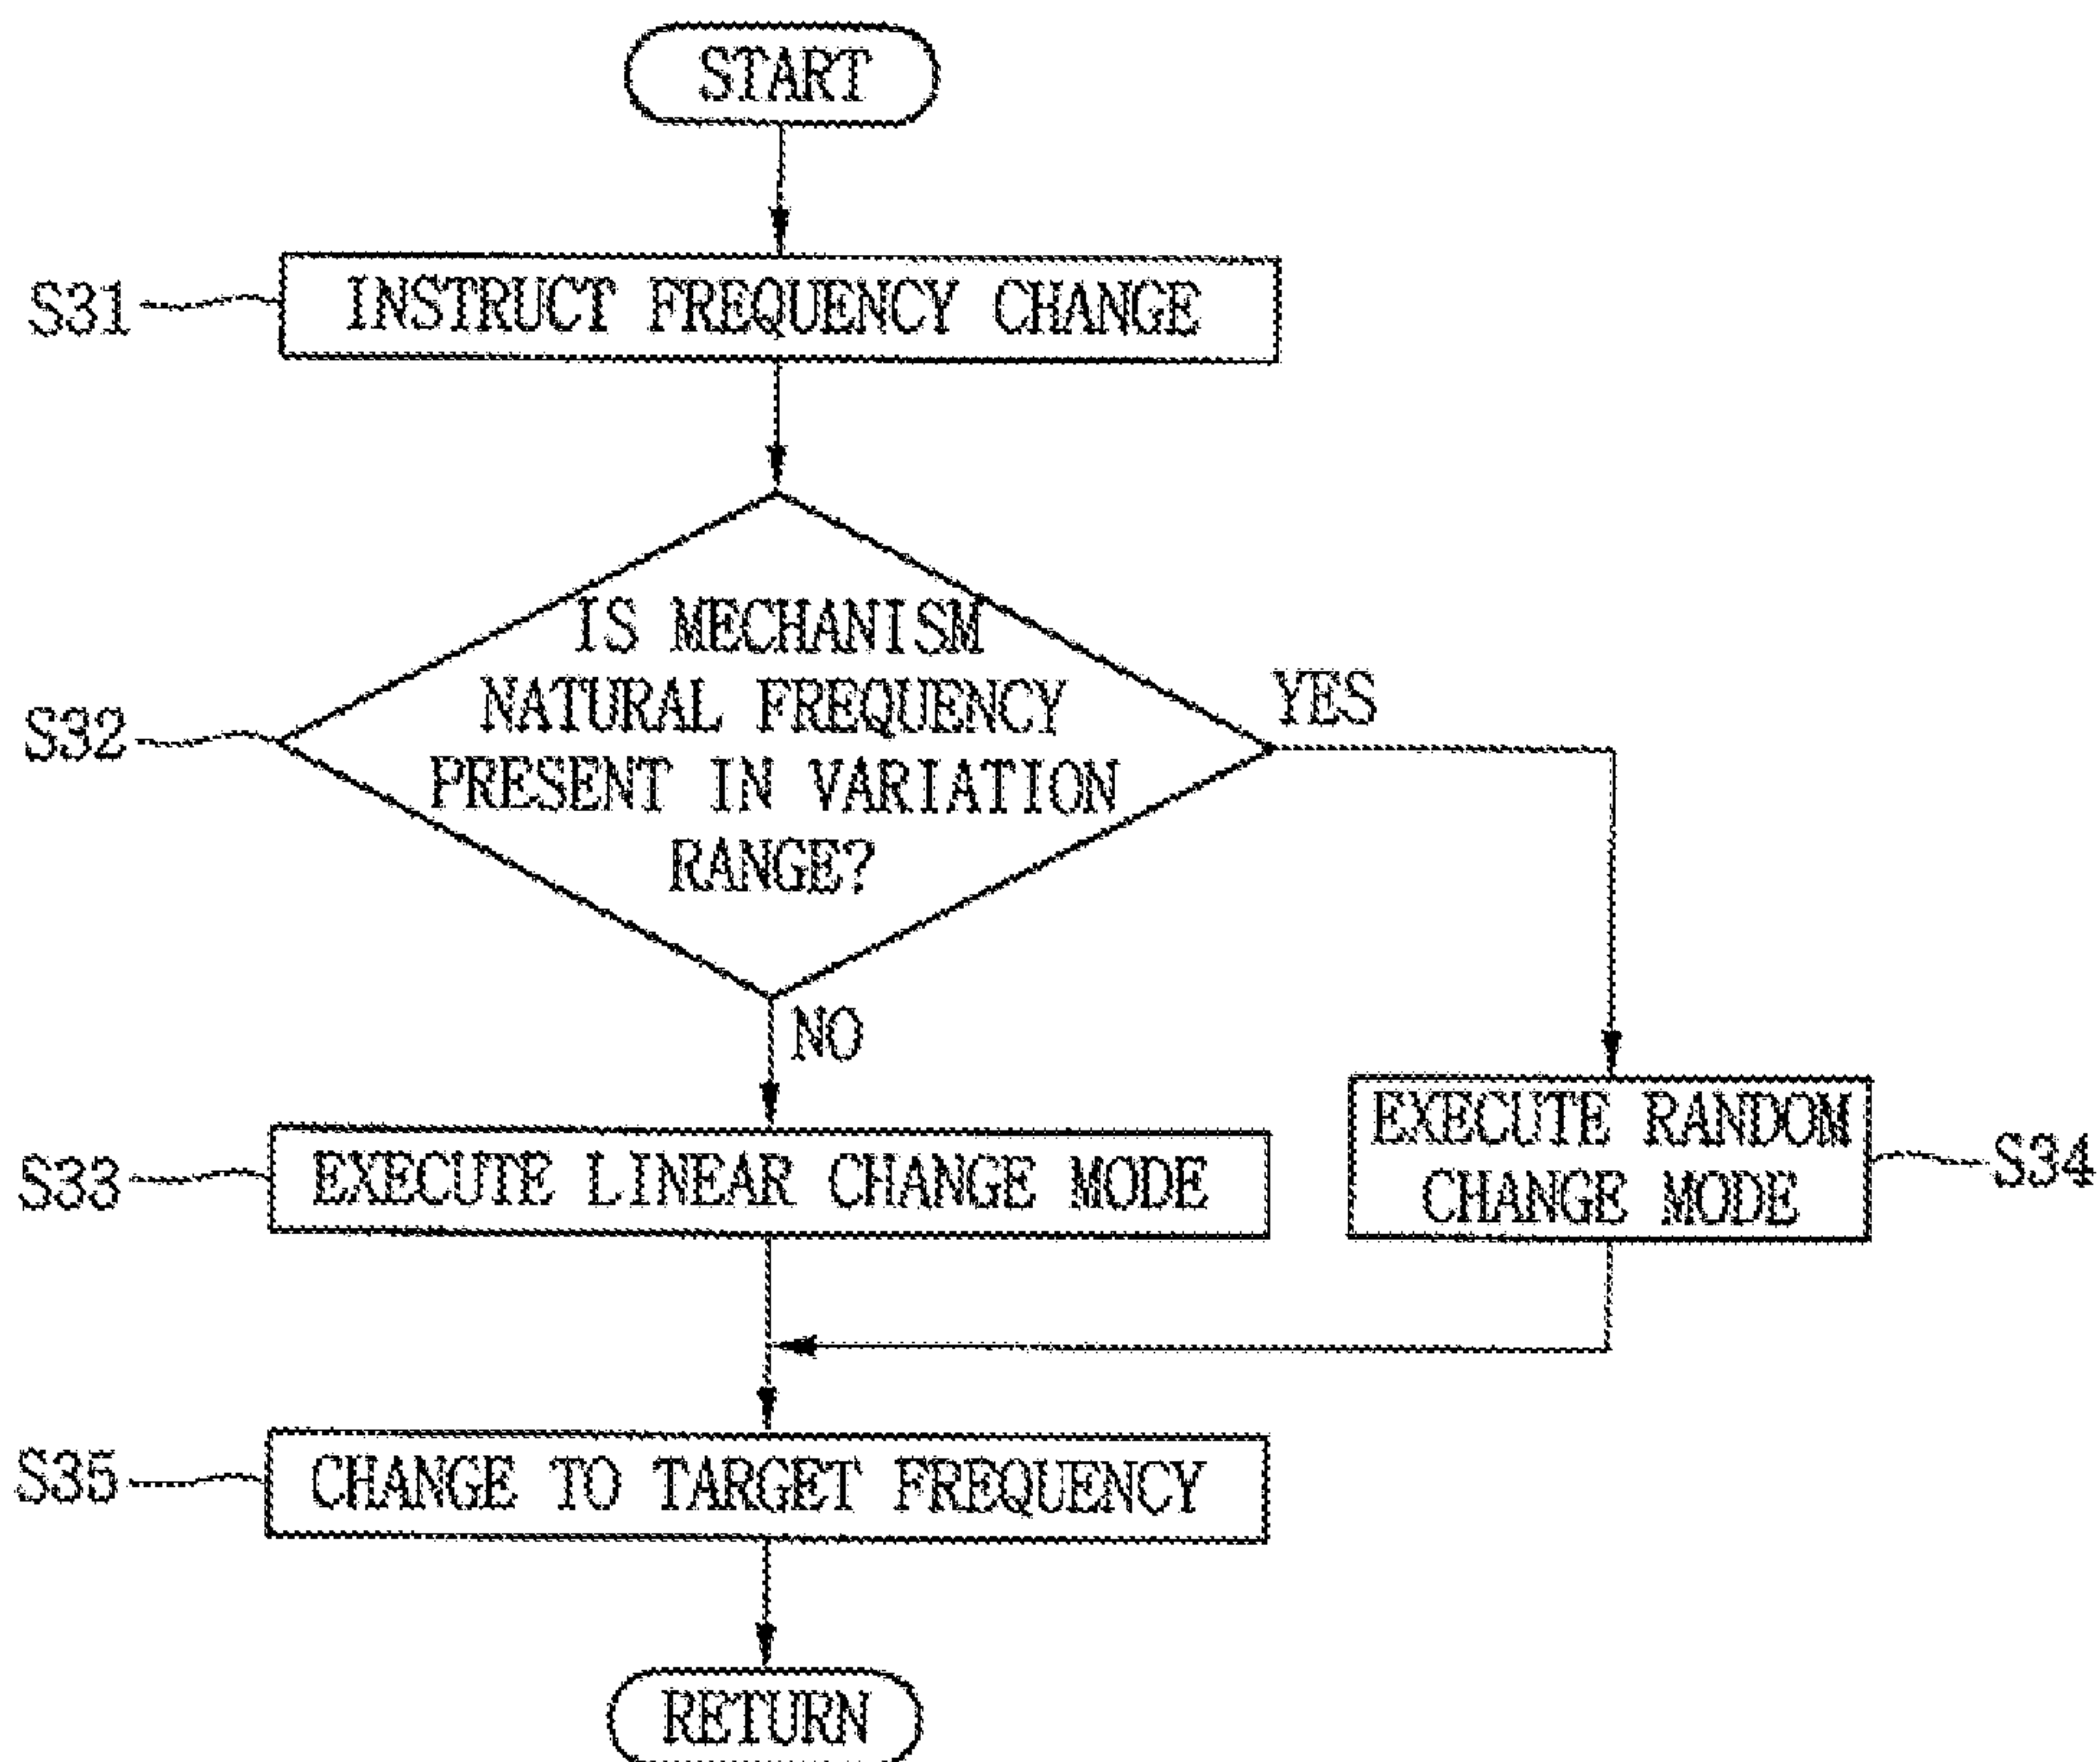 START
S31
INSTRUCT FREQUENCY CHANGE
S32
IS MECHANISM
NATURAL FREQUENCY
PRESENT IN VARIATION
RANGE?
YES
NO
S33
EXECUTE LINEAR CHANGE MODE
EXECUTE RANDOM
CHANGE MODE
S34
S35
CHANGE TO TARGET FREQUENCY
RETURN